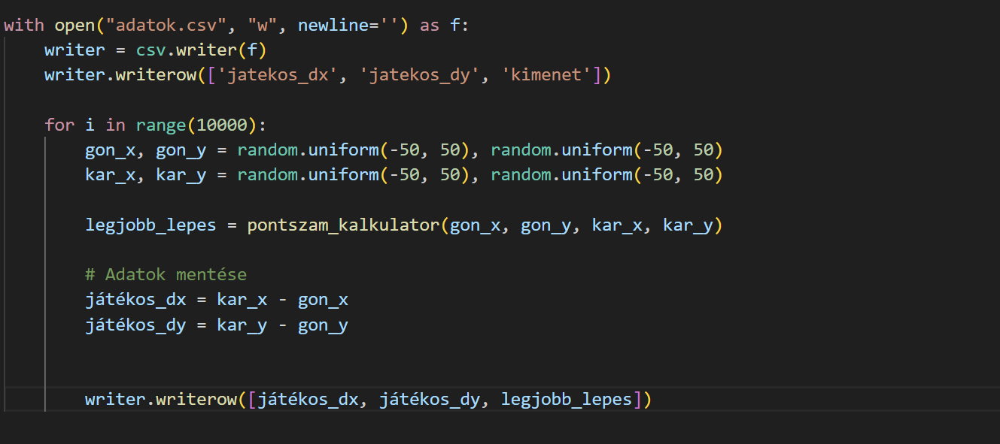 with open("adatok.csv", "w", newline='') as f:
    writer = csv.writer(f)
    writer.writerow(['jatekos_dx', 'jatekos_dy', 'kimenet'])

    for i in range(10000):
        gon_x, gon_y = random.uniform(-50, 50), random.uniform(-50, 50)
        kar_x, kar_y = random.uniform(-50, 50), random.uniform(-50, 50)

        legjobb_lepes = pontszam_kalkulator(gon_x, gon_y, kar_x, kar_y)

        # Adatok mentése
        játékos_dx = kar_x - gon_x
        játékos_dy = kar_y - gon_y


        writer.writerow([játékos_dx, játékos_dy, legjobb_lepes])